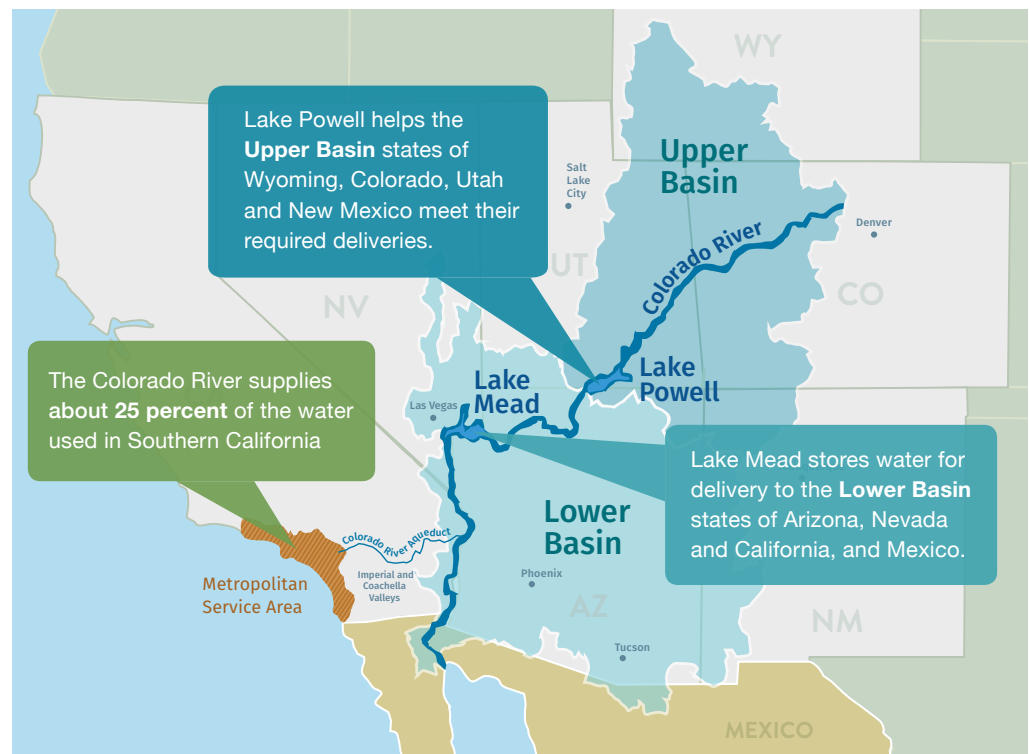 WY
Lake Powell helps the
Upper Basin states of
Wyoming, Colorado, Utah
and New Mexico meet their
required deliveries.
Upper
Basin
Salt
Lake
City
Denver
Colorado River
UT
CO
NV
The Colorado River supplies
about 25 percent of the water
used in Southern California
Lake
Mead
Lake
Powell
Las Vegas
Lake Mead stores water for
delivery to the Lower Basin
states of Arizona, Nevada
and California, and Mexico.
Lower
Basin
Colorado River Aqueduct
Imperial and
Coachella
Valleys
Metropolitan
Service Area
Phoenix
AZ
NM
Tucson
MEXICO